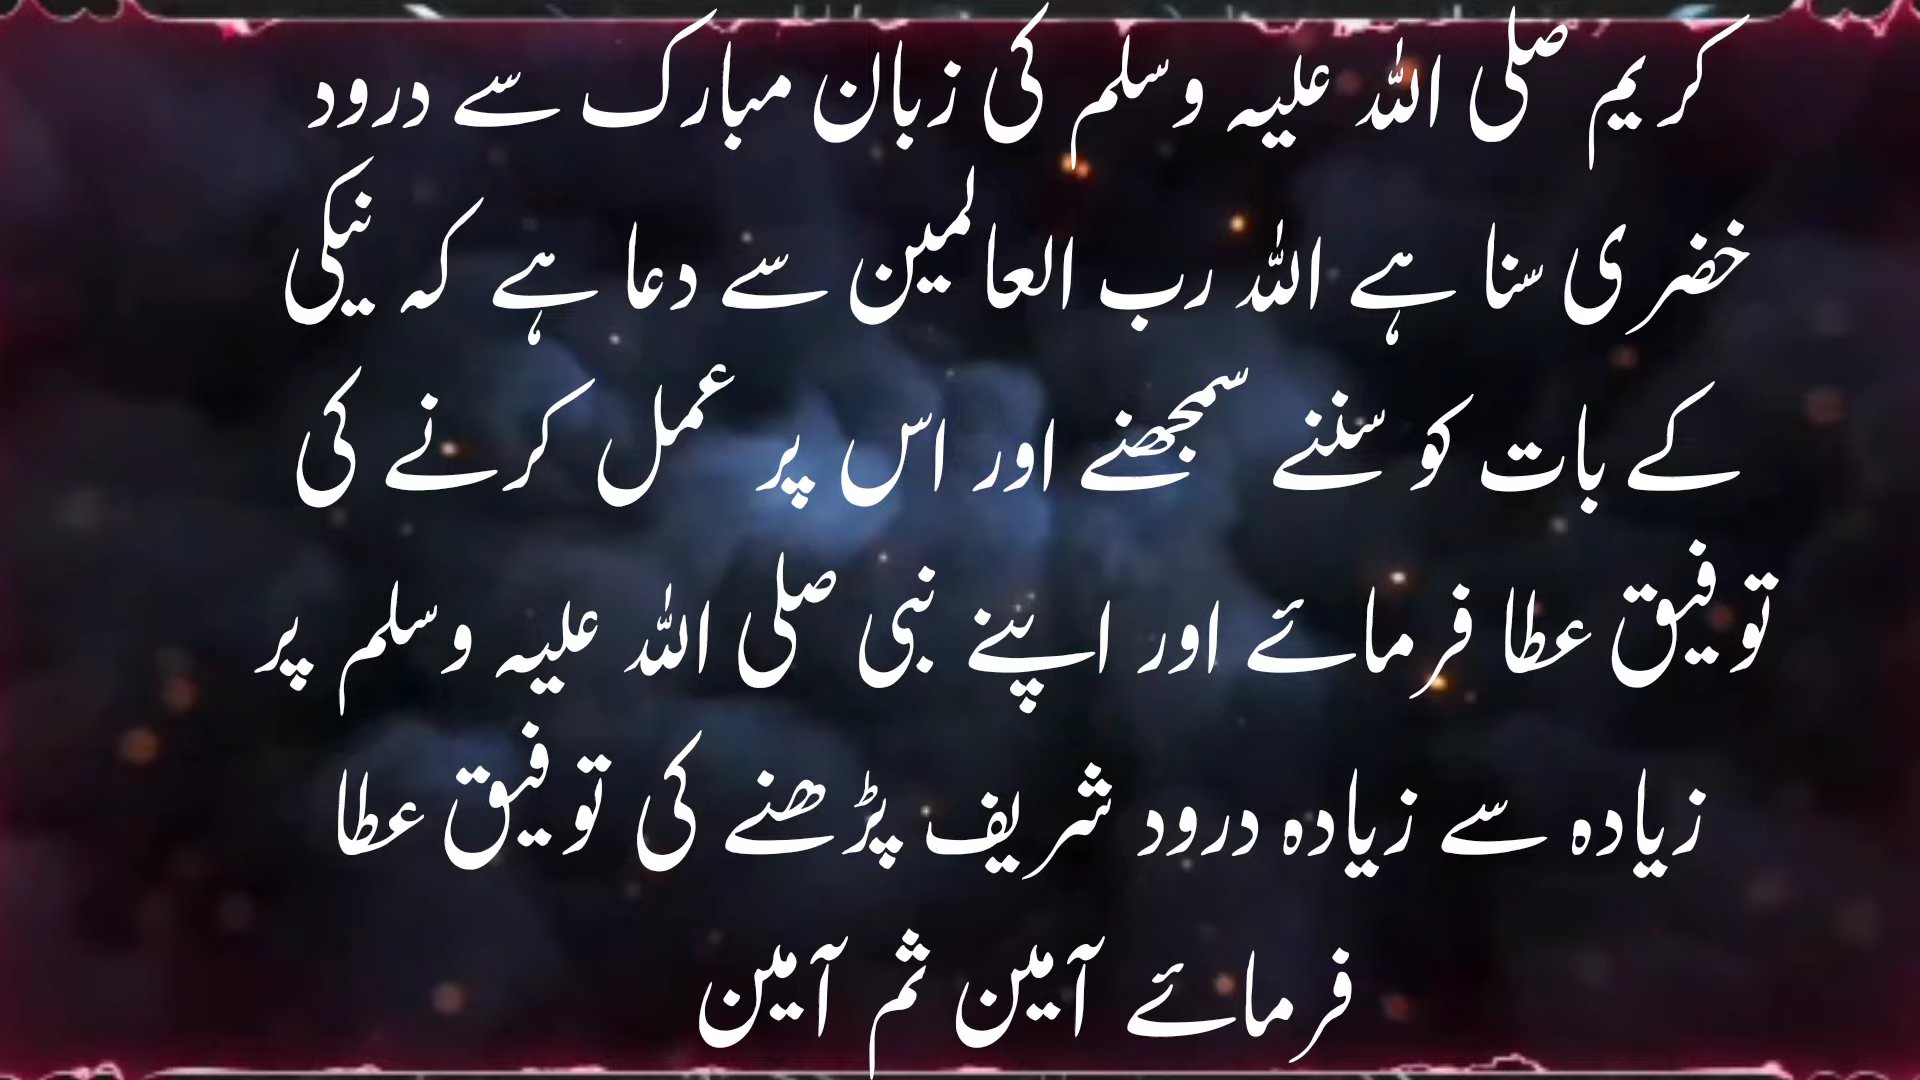 کریم صلی اللہ علیہ وسلم کی زبان مبارک سے درود
خضری سنا ہے اللہ رب العالمین سے دعا ہے کہ نیکی
کے بات کو سننے سمجھنے اور اس پر عمل کرنے کی
توفیق عطا فرمائے اور اپنے نبی صلی اللہ علیہ وسلم پر
زیادہ سے زیادہ درود شریف پڑھنے کی توفیق عطا
فرمائے آمین ثم آمین